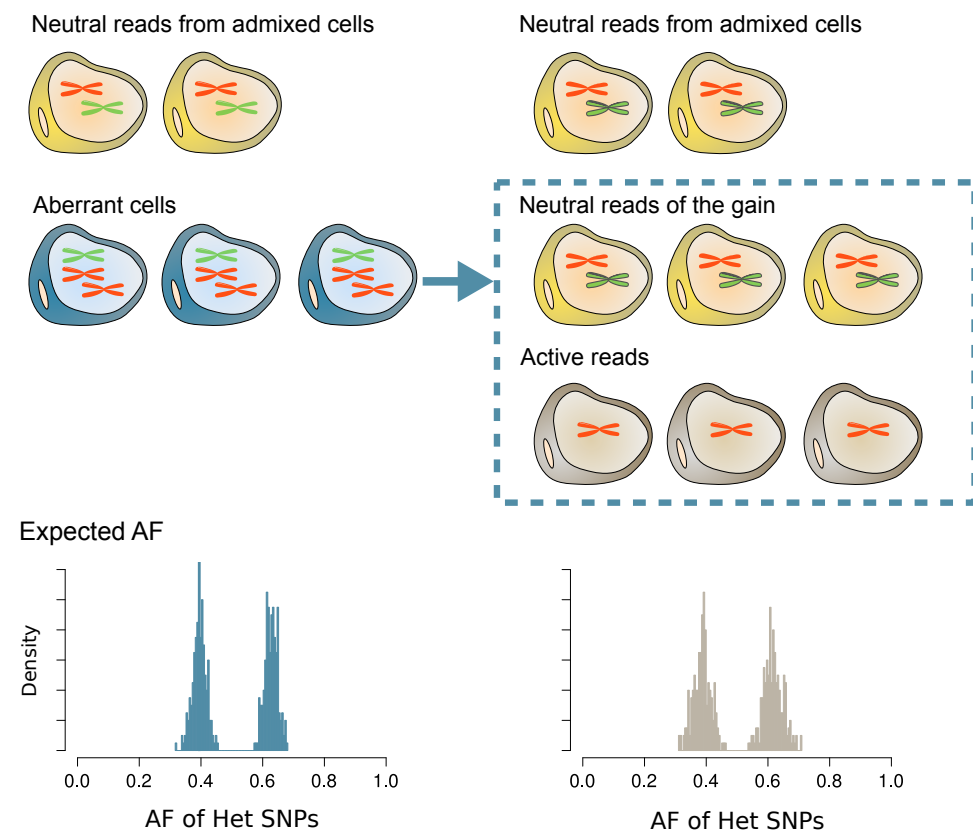 Neutral reads from admixed cells
Neutral reads from admixed cells
Aberrant cells
Neutral reads of the gain
Active reads
Expected AF
Density
0.0 0.2 0.4 0.6 0.8 1.0
AF of Het SNPs
0.0 0.2 0.4 0.6 0.8 1.0
AF of Het SNPs